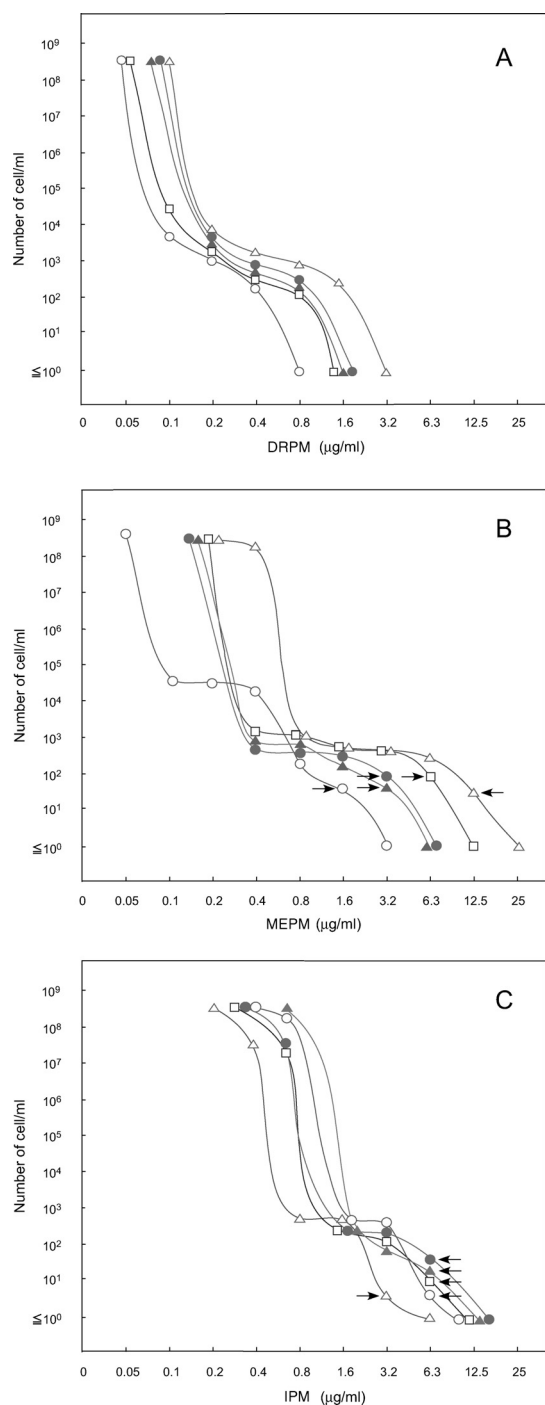 A
Number of cell/ml
10⁹
10⁸
10⁷
10⁶
10⁵
10⁴
10³
10²
10¹
≦10⁰
0 0.05 0.1 0.2 0.4 0.8 1.6 3.2 6.3 12.5 25
DRPM (μg/ml)
B
Number of cell/ml
10⁹
10⁸
10⁷
10⁶
10⁵
10⁴
10³
10²
10¹
≦10⁰
0 0.05 0.1 0.2 0.4 0.8 1.6 3.2 6.3 12.5 25
MEPM (μg/ml)
C
Number of cell/ml
10⁹
10⁸
10⁷
10⁶
10⁵
10⁴
10³
10²
10¹
≦10⁰
0 0.05 0.1 0.2 0.4 0.8 1.6 3.2 6.3 12.5 25
IPM (μg/ml)